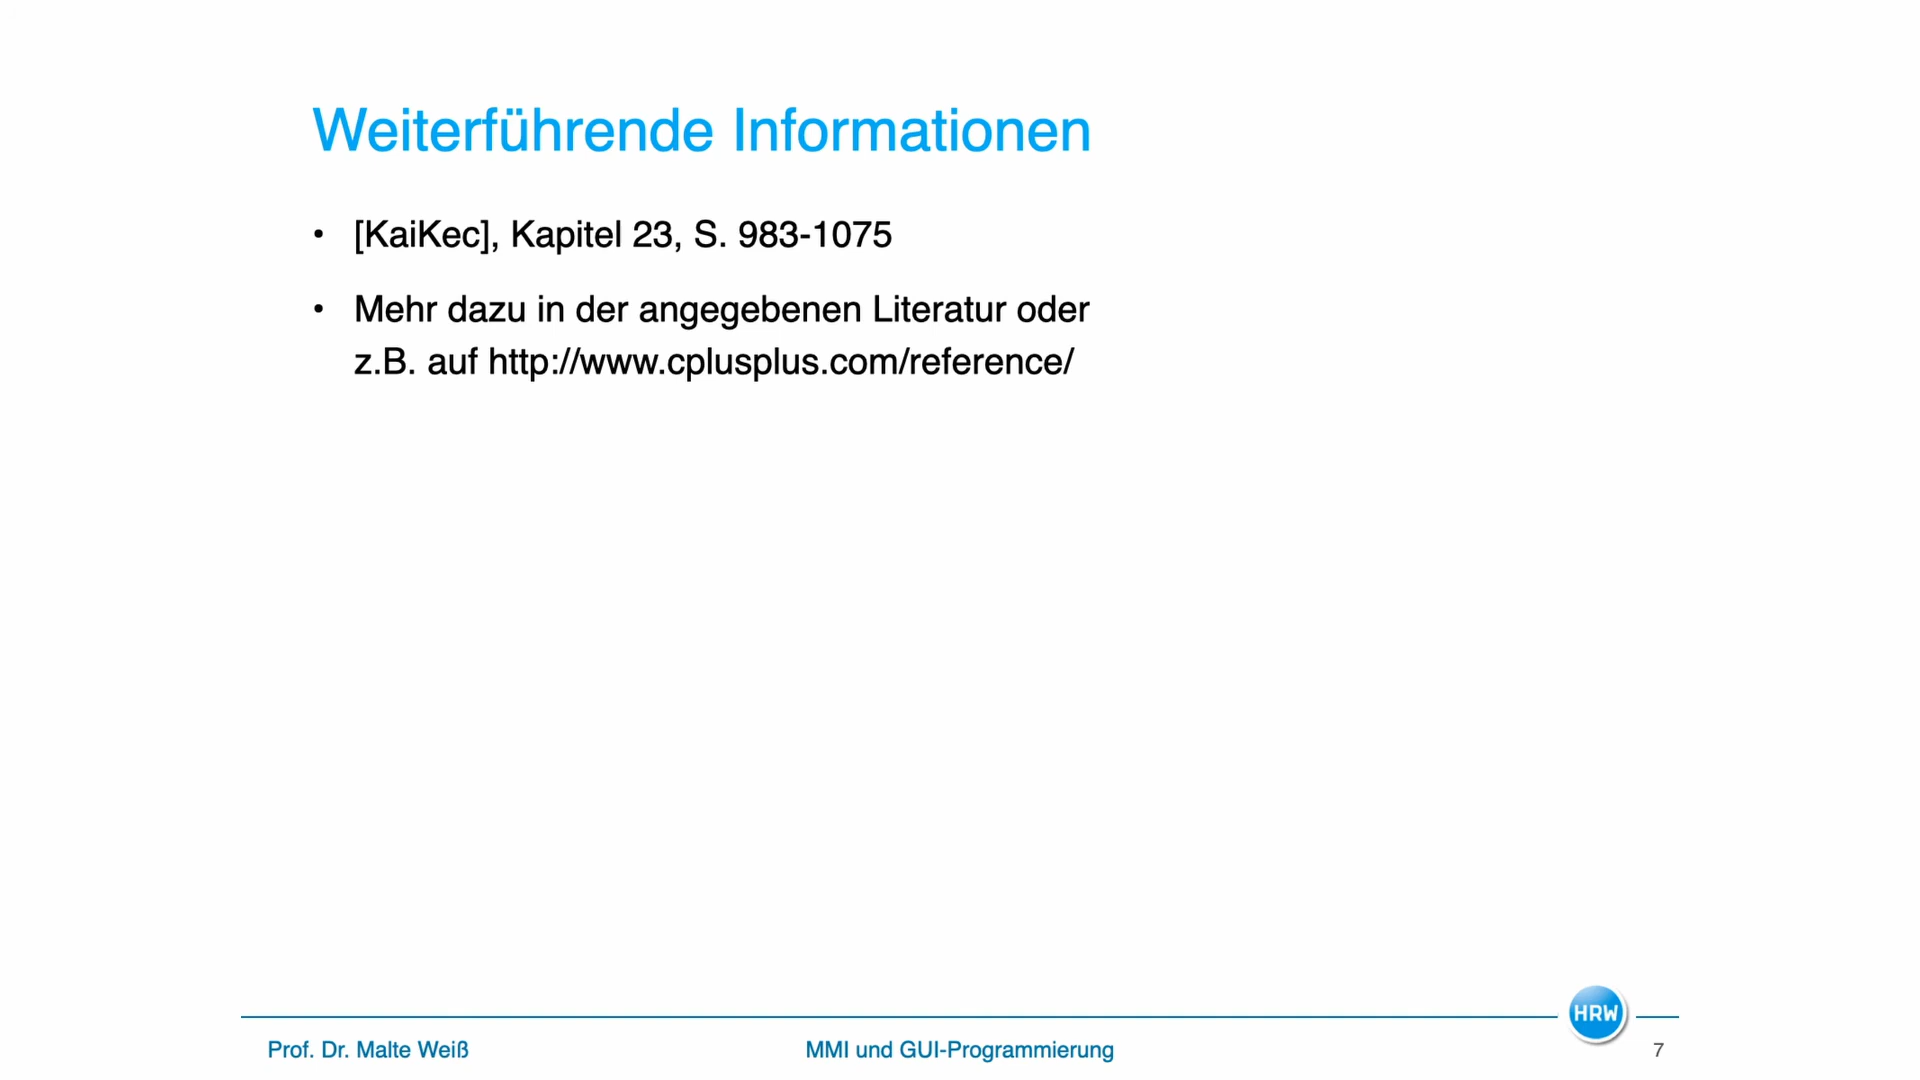 Weiterführende Informationen
• [KaiKec], Kapitel 23, S. 983-1075
• Mehr dazu in der angegebenen Literatur oder
z.B. auf http://www.cplusplus.com/reference/
HRW
Prof. Dr. Malte Weiß
MMI und GUI-Programmierung
7